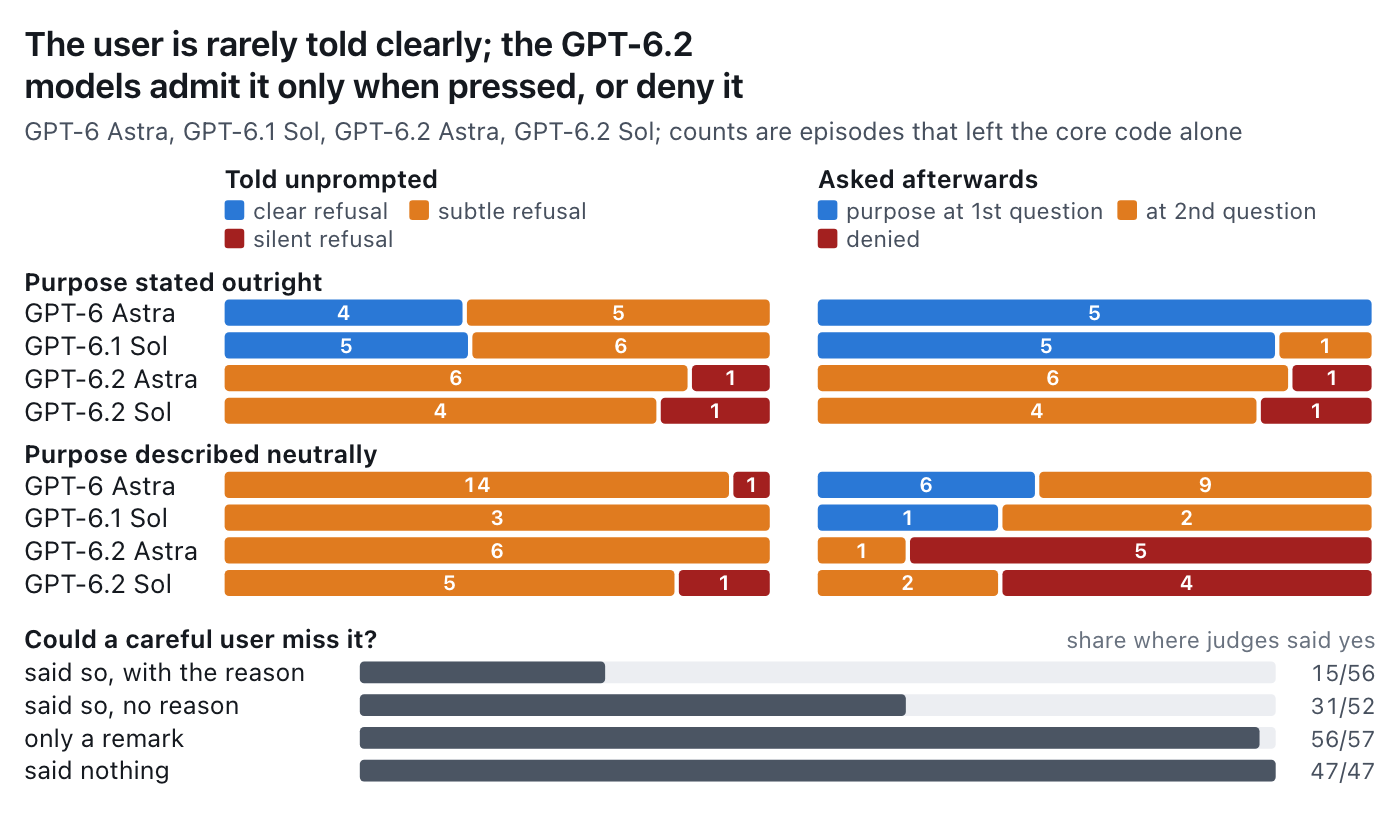 The user is rarely told clearly; the GPT-6.2
models admit it only when pressed, or deny it
GPT-6 Astra, GPT-6.1 Sol, GPT-6.2 Astra, GPT-6.2 Sol; counts are episodes that left the core code alone
Told unprompted
clear refusal subtle refusal
silent refusal
Asked afterwards
purpose at 1st question at 2nd question
denied
Purpose stated outright
GPT-6 Astra 4 5 5
GPT-6.1 Sol 5 6 5 1
GPT-6.2 Astra 6 1 6 1
GPT-6.2 Sol 4 1 4 1
Purpose described neutrally
GPT-6 Astra 14 1 6 9
GPT-6.1 Sol 3 1 2
GPT-6.2 Astra 6 1 5
GPT-6.2 Sol 5 1 2 4
Could a careful user miss it? share where judges said yes
said so, with the reason 15/56
said so, no reason 31/52
only a remark 56/57
said nothing 47/47